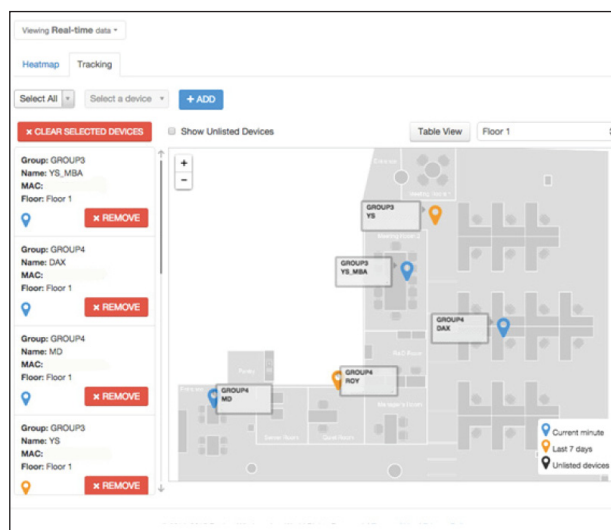 Viewing Real-time data
Heatmap
Tracking
Select All
Select a device
+ ADD
× CLEAR SELECTED DEVICES
Show Unlisted Devices
Table View
Floor 1
Group: GROUP3
Name: YS_MBA
MAC:
Floor: Floor 1
× REMOVE
Group: GROUP4
Name: DAX
MAC:
Floor: Floor 1
× REMOVE
Group: GROUP4
Name: MD
MAC:
Floor: Floor 1
× REMOVE
Group: GROUP3
Name: YS
MAC:
Floor: Floor 1
× REMOVE
+
−
GROUP3
YS
GROUP3
YS_MBA
GROUP4
DAX
GROUP4
ROY
GROUP4
MD
Current minute
Last 7 days
Unlisted devices